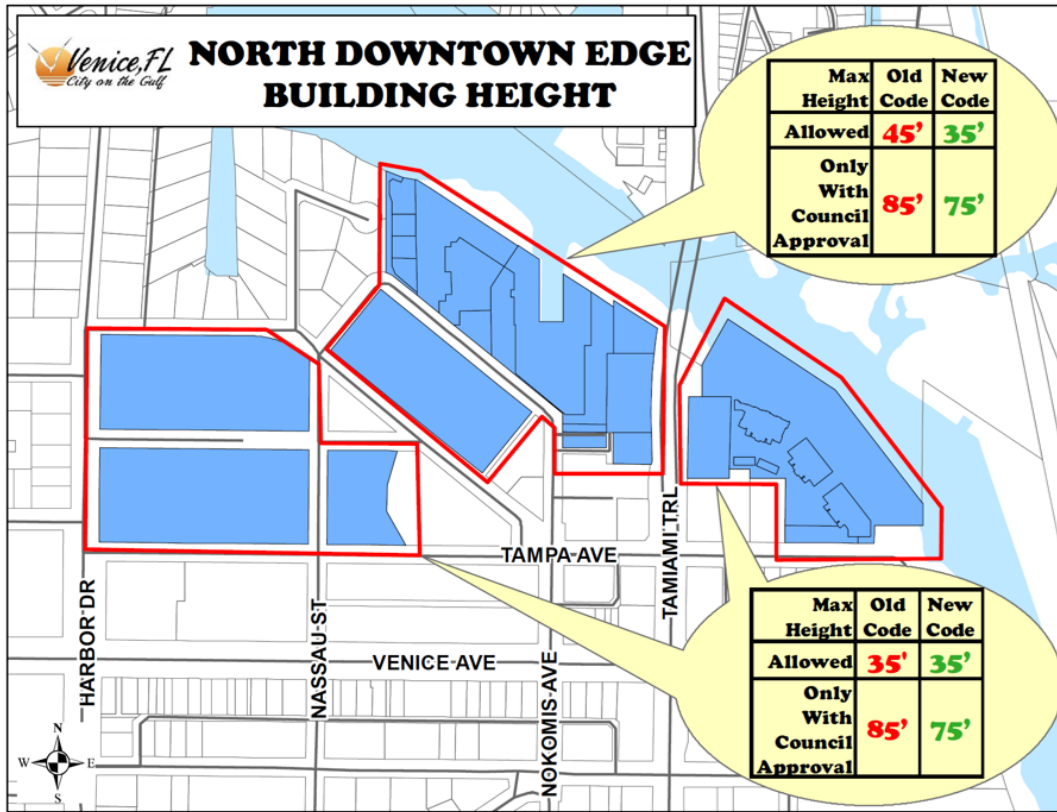 Venice, FL
City on the Gulf
NORTH DOWNTOWN EDGE
BUILDING HEIGHT
Max Height Old Code New Code
Allowed 45’ 35’
Only With Council Approval 85’ 75’
TAMPA AVE
TAMIAMI TRL
HARBOR DR
NASSAU ST
VENICE AVE
NOKOMIS AVE
Max Height Old Code New Code
Allowed 35' 35’
Only With Council Approval 85’ 75’
N
W E
S